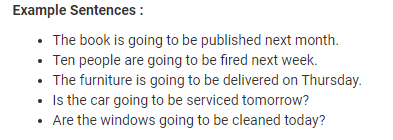 Example Sentences :
The book is going to be published next month.
Ten people are going to be fired next week.
The furniture is going to be delivered on Thursday.
Is the car going to be serviced tomorrow?
Are the windows going to be cleaned today?